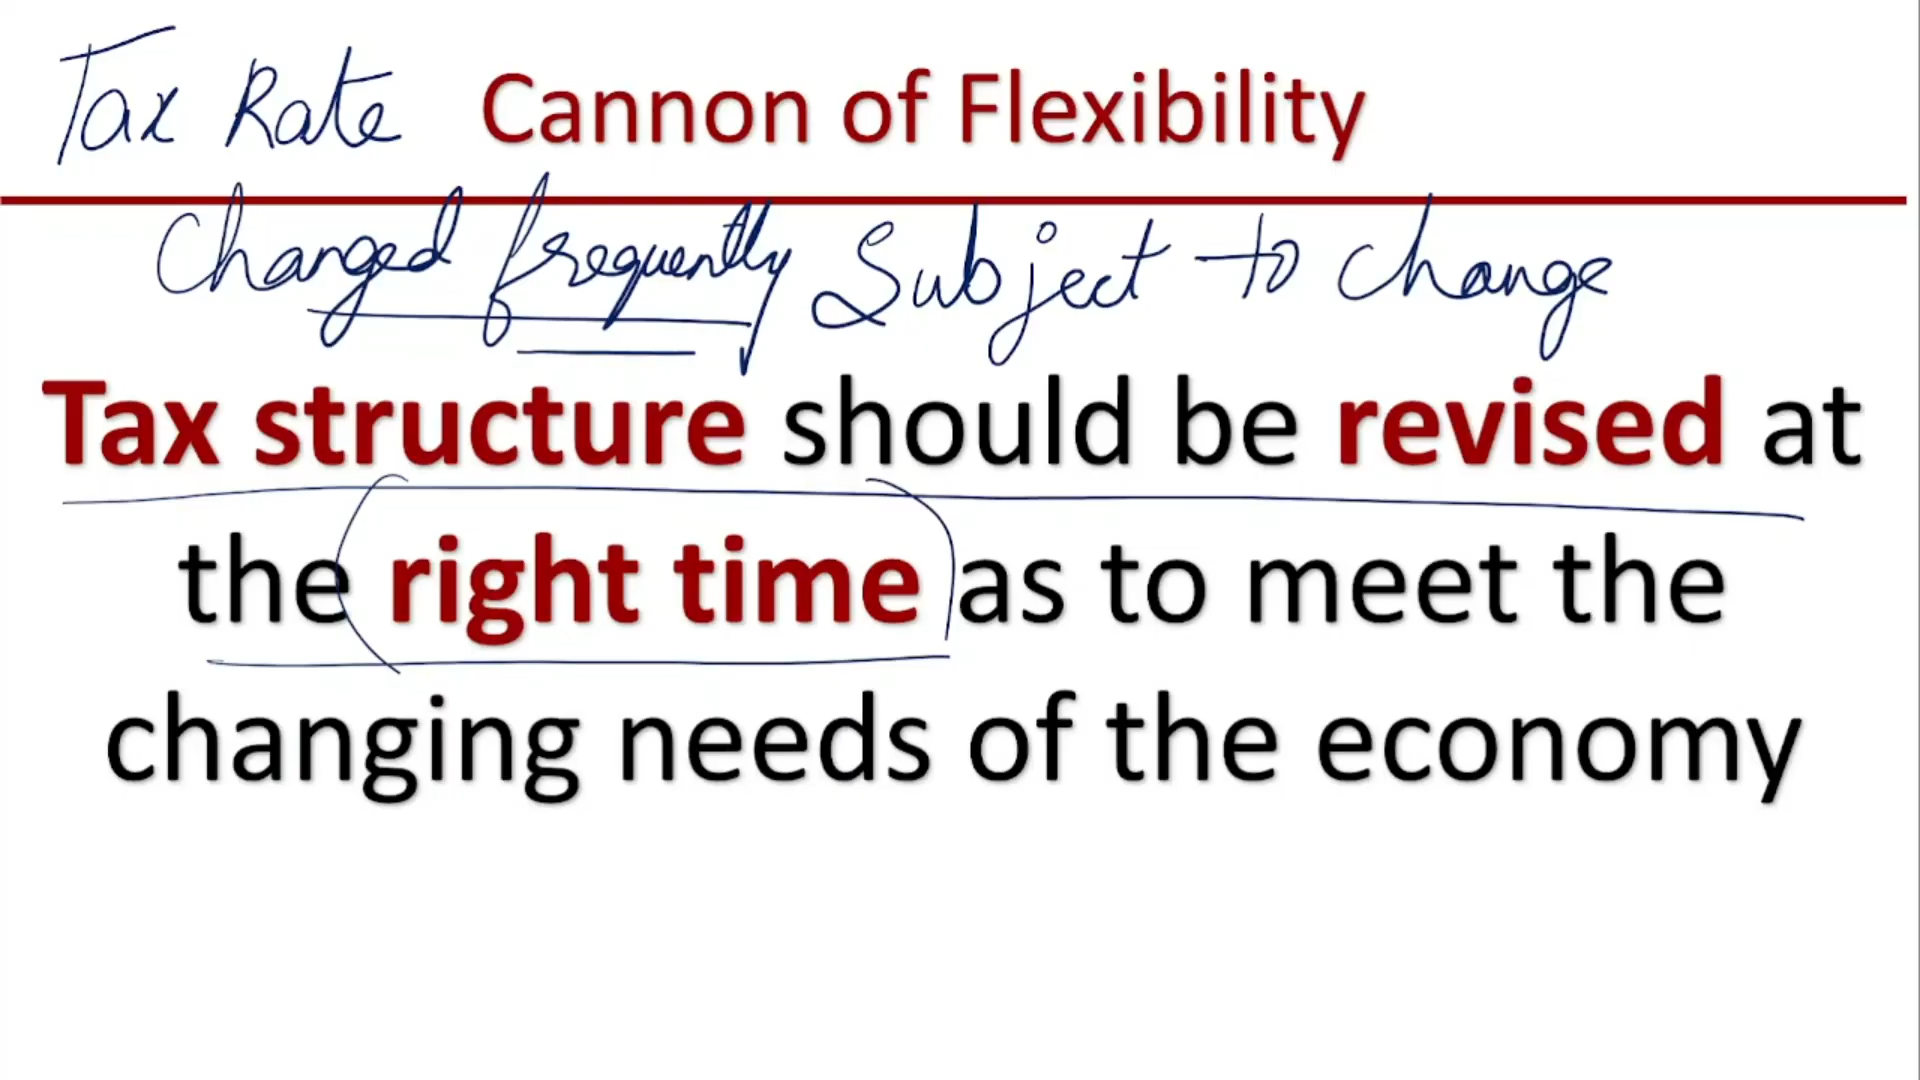 Tax Rate Cannon of Flexibility
Changed frequently Subject to change
Tax structure should be revised at
the right time as to meet the
changing needs of the economy